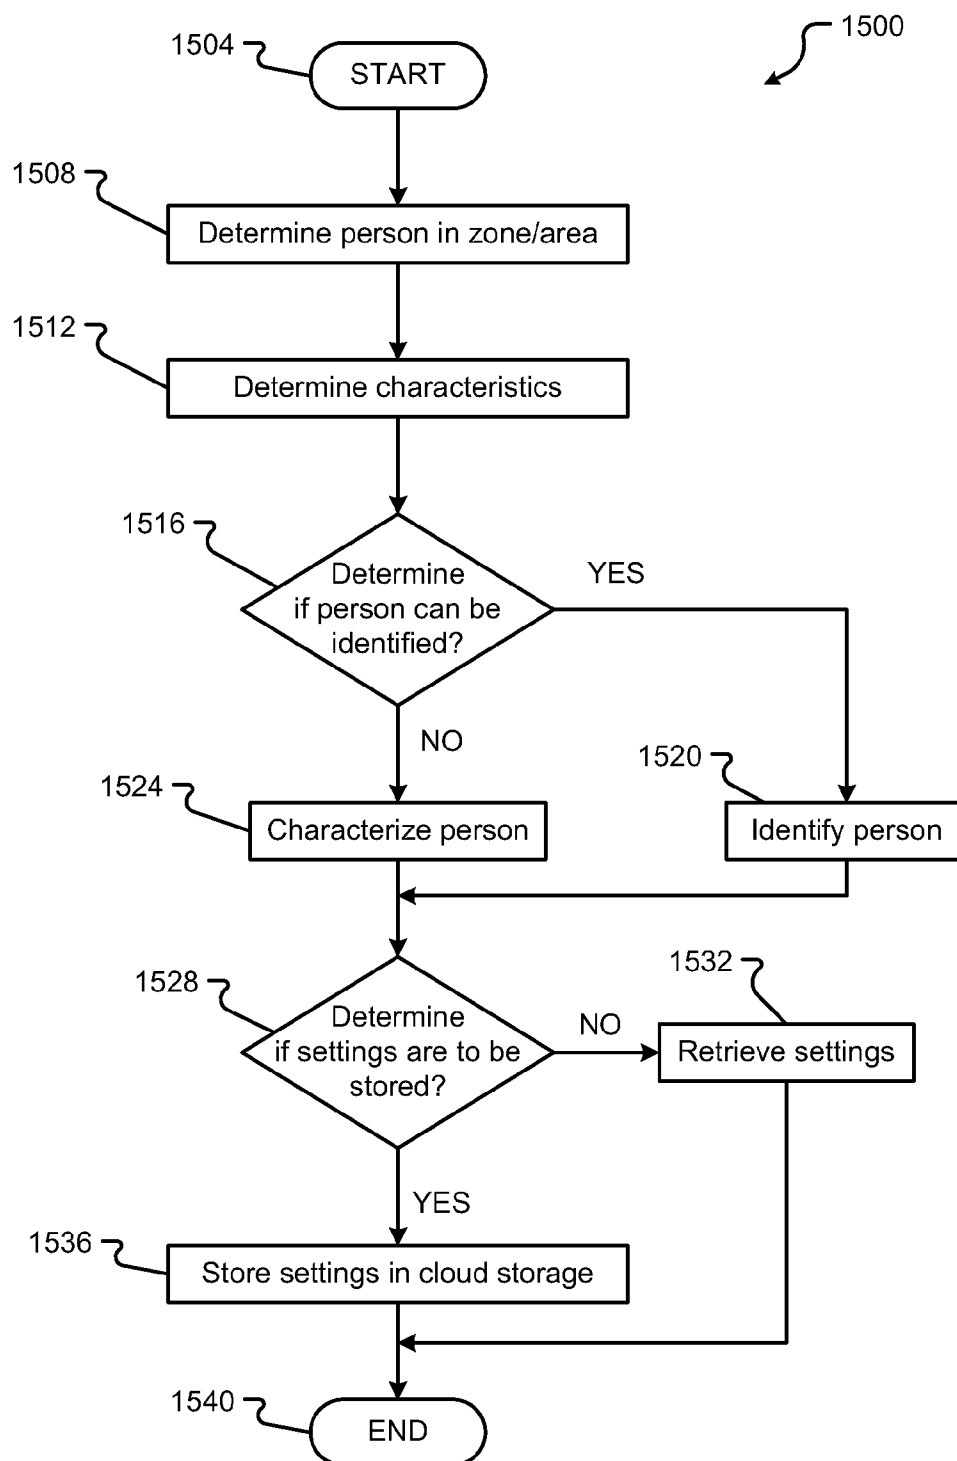 1500
1504
START
1508
Determine person in zone/area
1512
Determine characteristics
1516
Determine
if person can be
identified?
YES
NO
1520
1524
Characterize person
Identify person
1528
Determine
if settings are to be
stored?
NO
1532
Retrieve settings
YES
1536
Store settings in cloud storage
1540
END